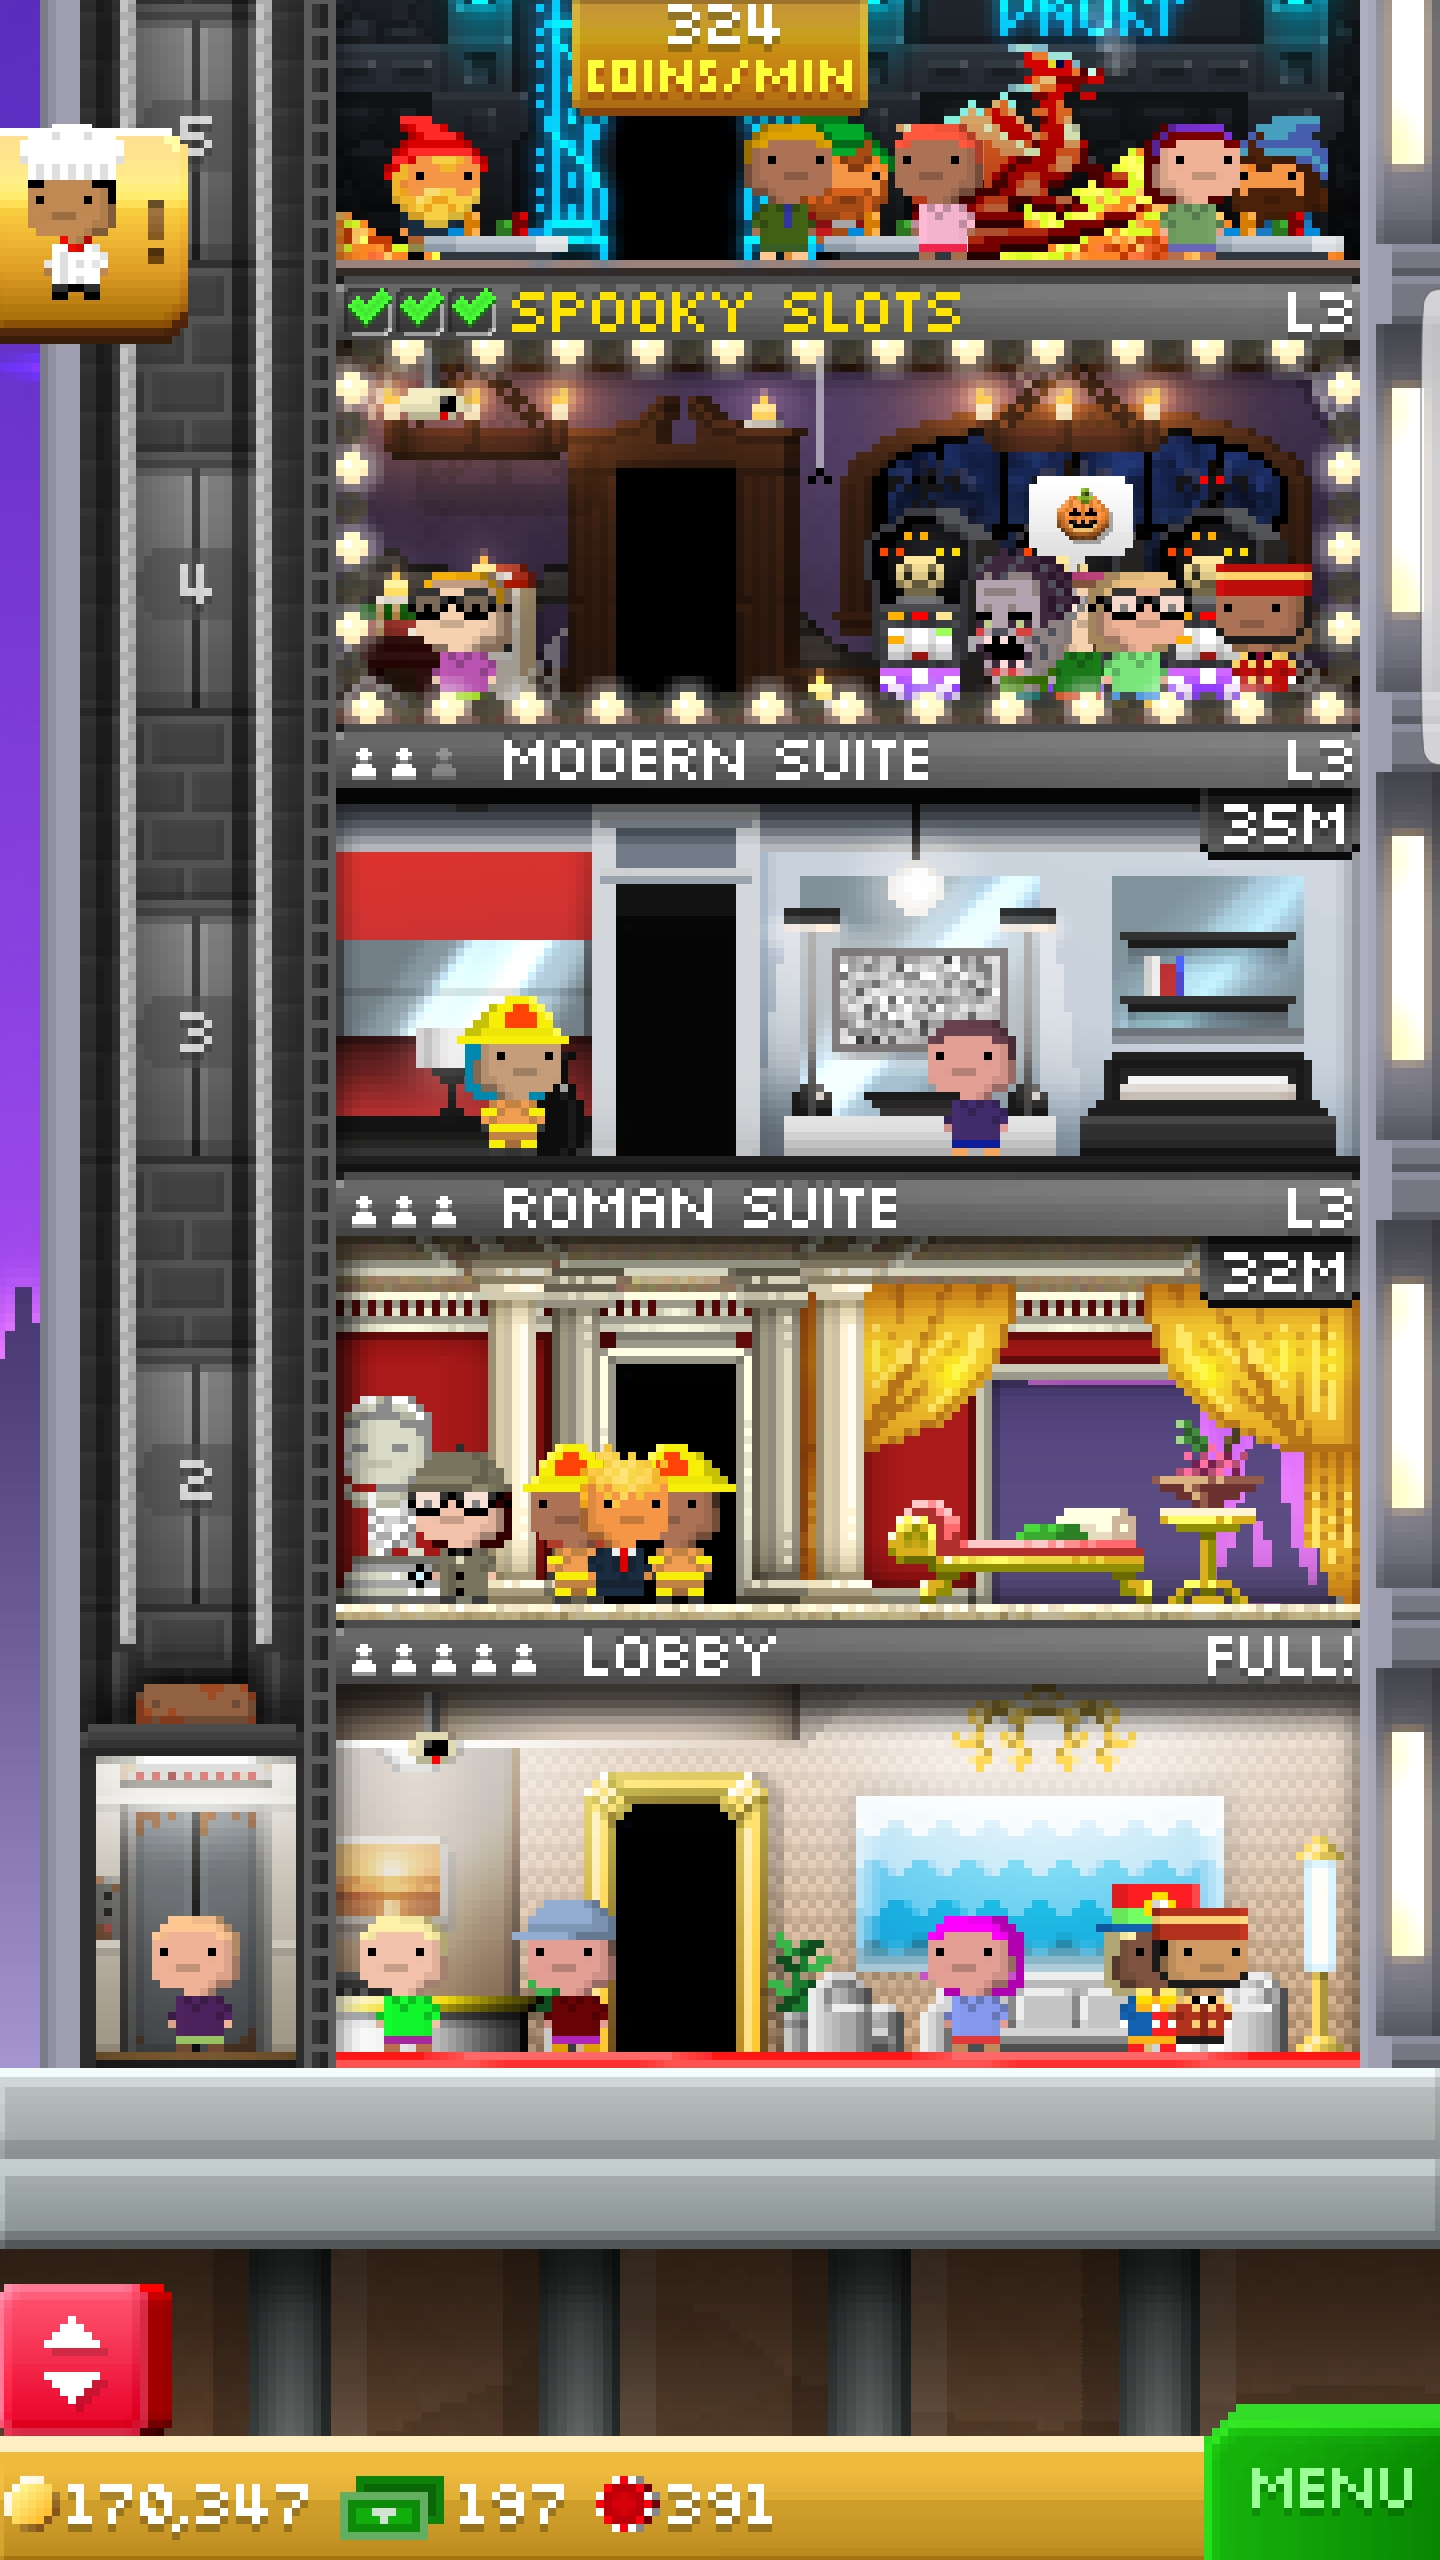 324
COINS/MIN
5
!
SPOOKY SLOTS L3
4
MODERN SUITE L3
35M
3
ROMAN SUITE L3
32M
2
LOBBY FULL!
170,347 197 391
MENU